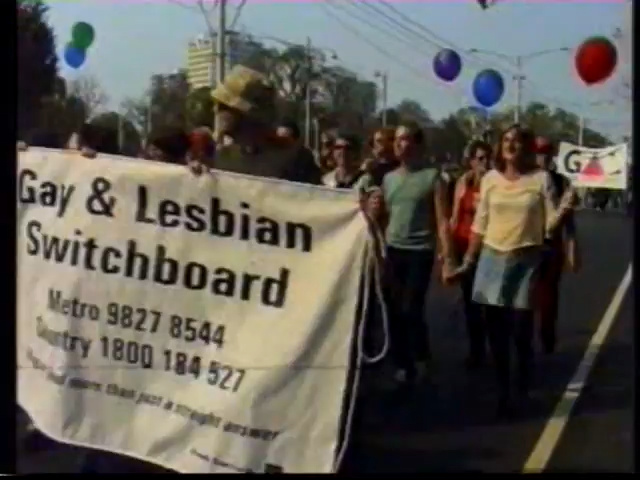 Gay & Lesbian
Switchboard
Metro 9827 8544
Country 1800 184 527
more than just a straight answer
G